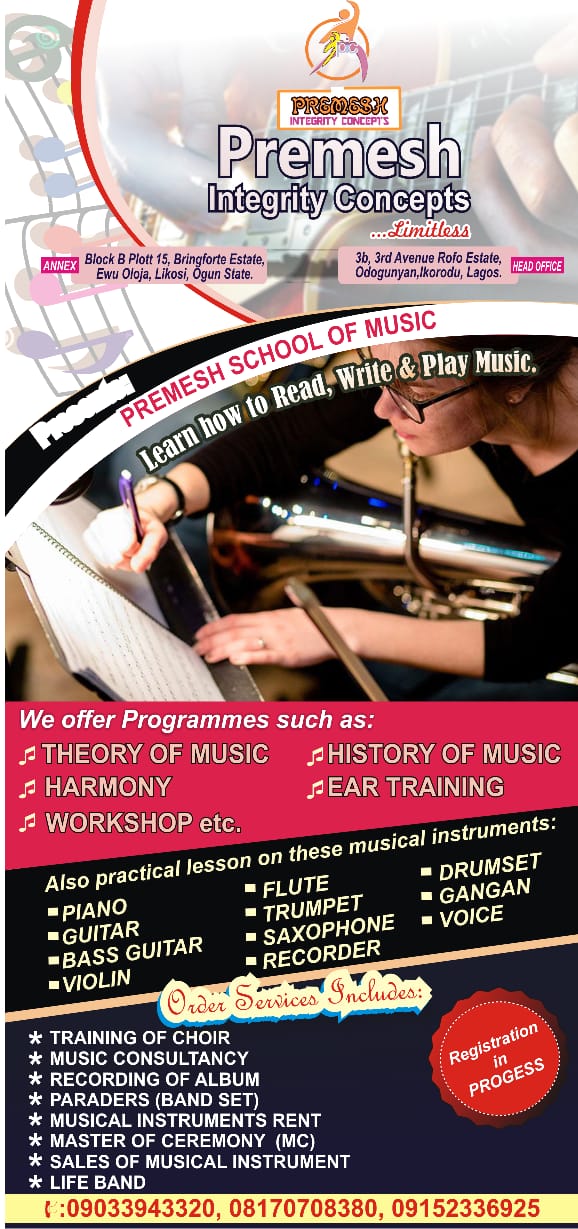 PREMESH
INTEGRITY CONCEPTS
Premesh
Integrity Concepts
...Limitless
ANNEX
Block B Plott 15, Bringforte Estate,
Ewu Oloja, Likosi, Ogun State.
3b, 3rd Avenue Rofo Estate,
Odogunyan,Ikorodu, Lagos.
HEAD OFFICE
Presents:
PREMESH SCHOOL OF MUSIC
Learn how to Read, Write & Play Music.
We offer Programmes such as:
THEORY OF MUSIC
HARMONY
WORKSHOP etc.
HISTORY OF MUSIC
EAR TRAINING
Also practical lesson on these musical instruments:
PIANO
GUITAR
BASS GUITAR
VIOLIN
FLUTE
TRUMPET
SAXOPHONE
RECORDER
DRUMSET
GANGAN
VOICE
Order Services Includes:
* TRAINING OF CHOIR
* MUSIC CONSULTANCY
* RECORDING OF ALBUM
* PARADERS (BAND SET)
* MUSICAL INSTRUMENTS RENT
* MASTER OF CEREMONY (MC)
* SALES OF MUSICAL INSTRUMENT
* LIFE BAND
Registration
in
PROGESS
✆:09033943320, 08170708380, 09152336925